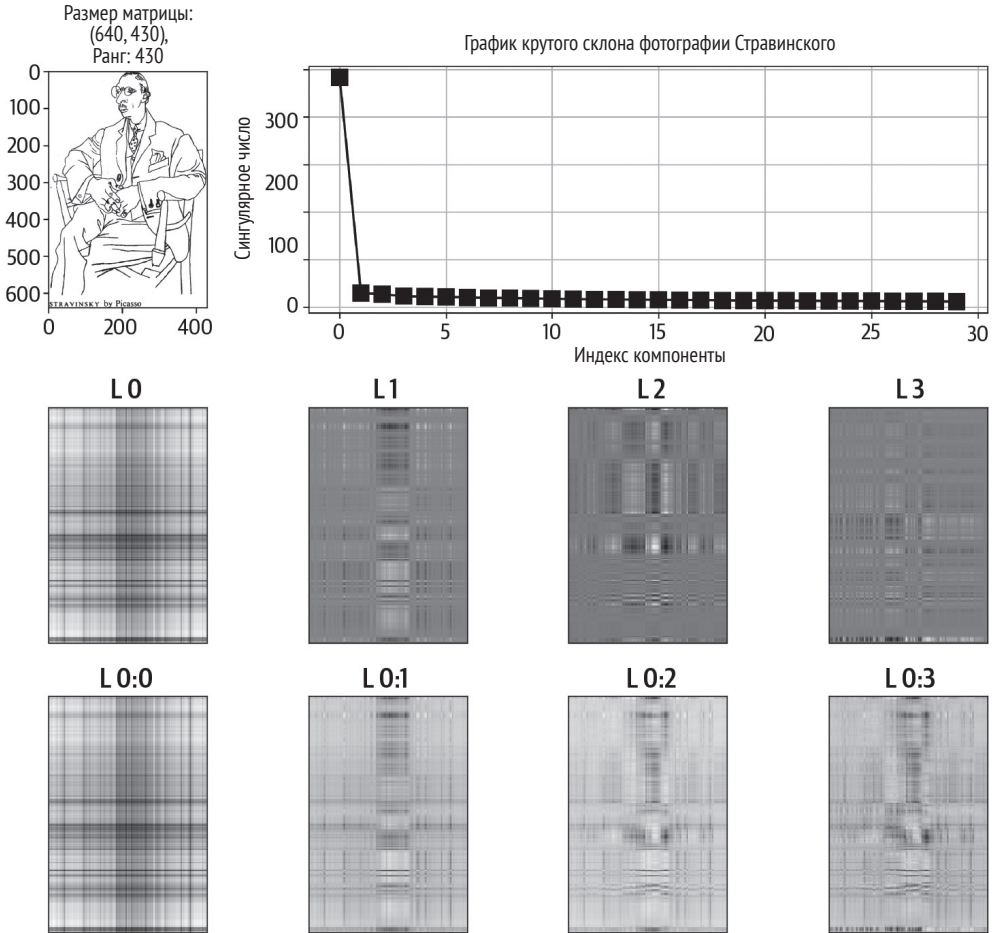 Размер матрицы:
(640, 430),
Ранг: 430
0
100
200
300
400
500
600
STRAVINSKY by Picasso
0 200 400
График крутого склона фотографии Стравинского
Сингулярное число
300
200
100
0
0 5 10 15 20 25 30
Индекс компоненты
L 0 L 1 L 2 L 3
L 0:0 L 0:1 L 0:2 L 0:3